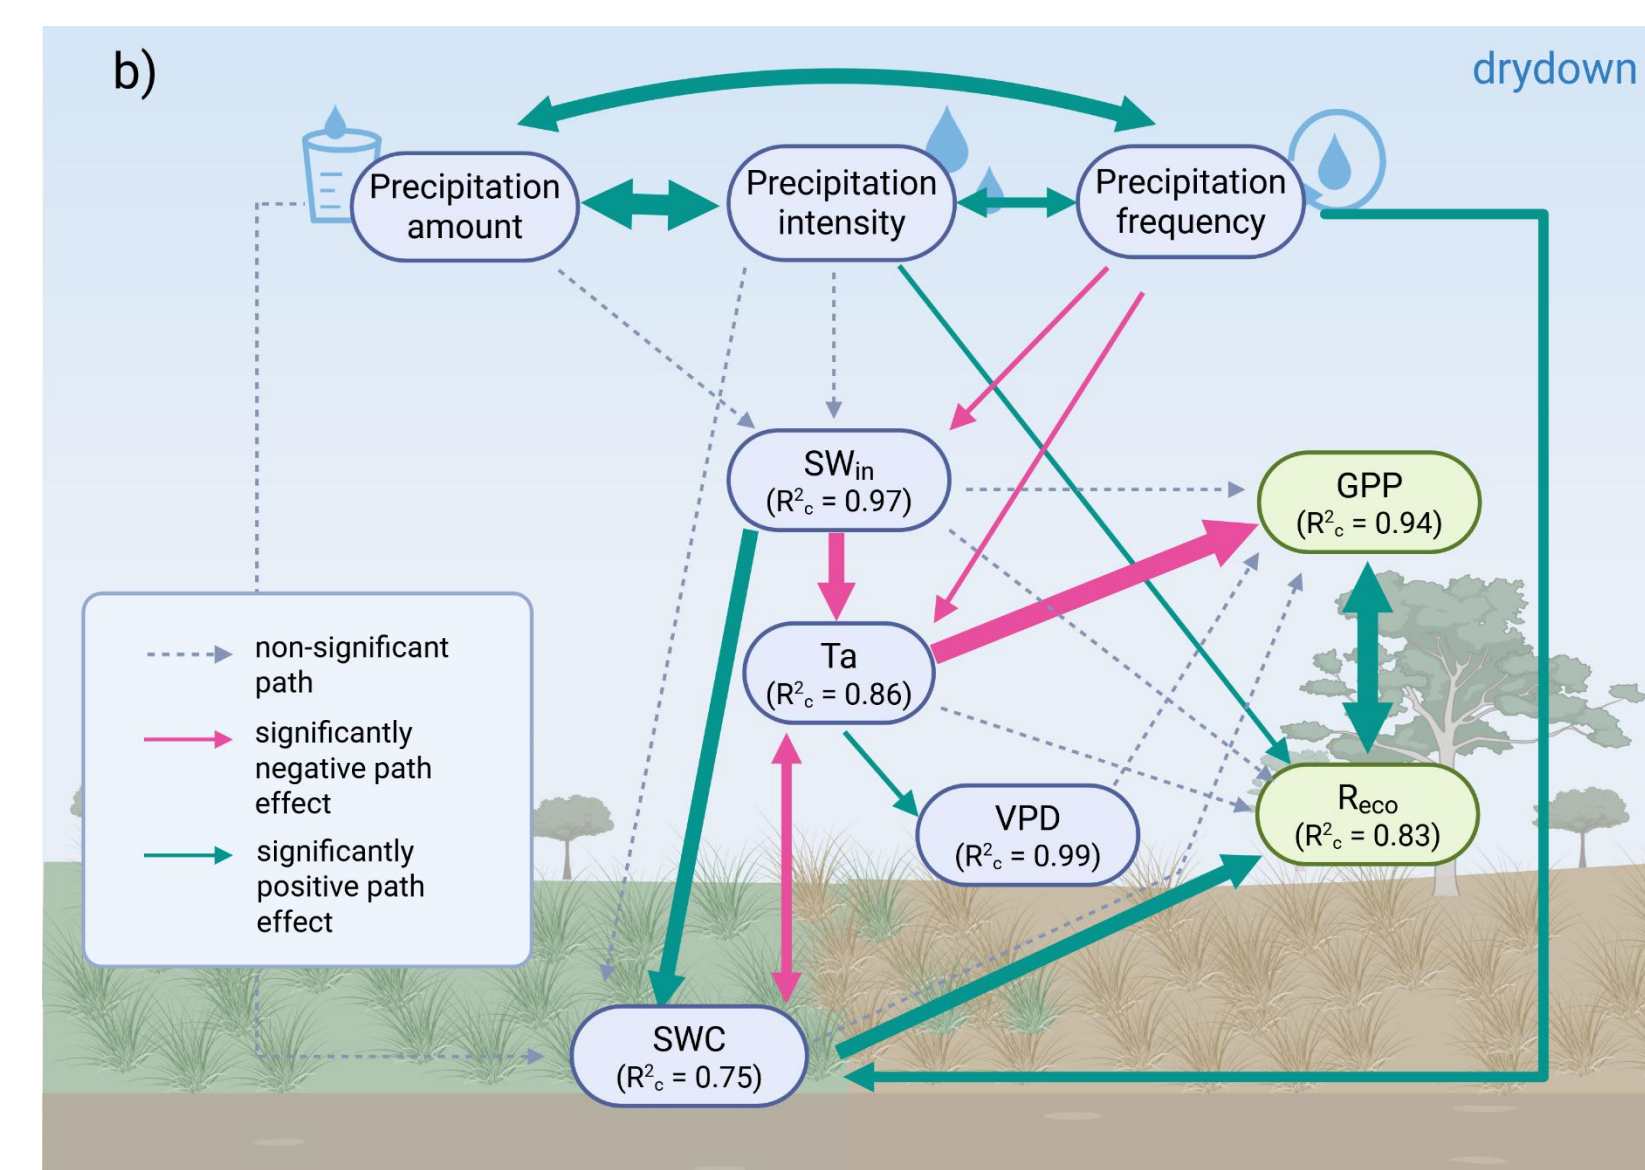 b)
drydown
Precipitation
amount
Precipitation
intensity
Precipitation
frequency
SWin
(R²c = 0.97)
GPP
(R²c = 0.94)
Ta
(R²c = 0.86)
VPD
(R²c = 0.99)
Reco
(R²c = 0.83)
SWC
(R²c = 0.75)
non-significant
path
significantly
negative path
effect
significantly
positive path
effect